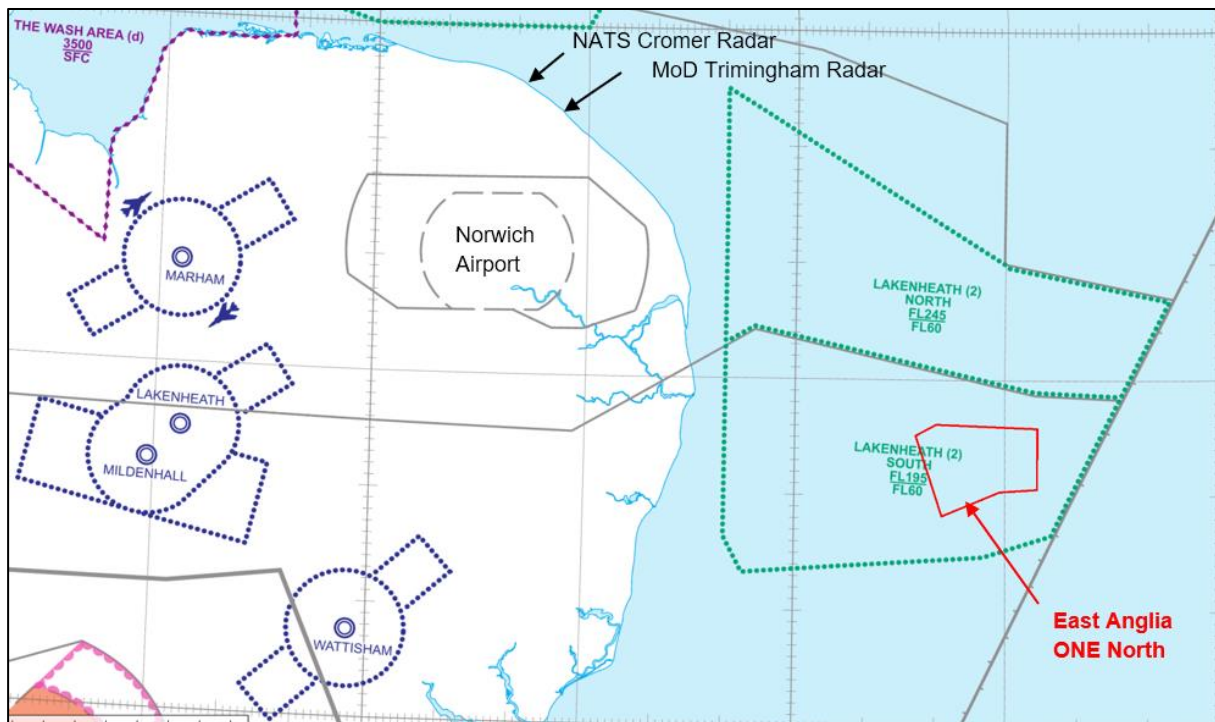 THE WASH AREA (d)
3500
SFC
NATS Cromer Radar
MoD Trimingham Radar
MARHAM
Norwich
Airport
LAKENHEATH (2)
NORTH
FL245
FL60
LAKENHEATH
MILDENHALL
LAKENHEATH (2)
SOUTH
FL195
FL60
WATTISHAM
East Anglia
ONE North